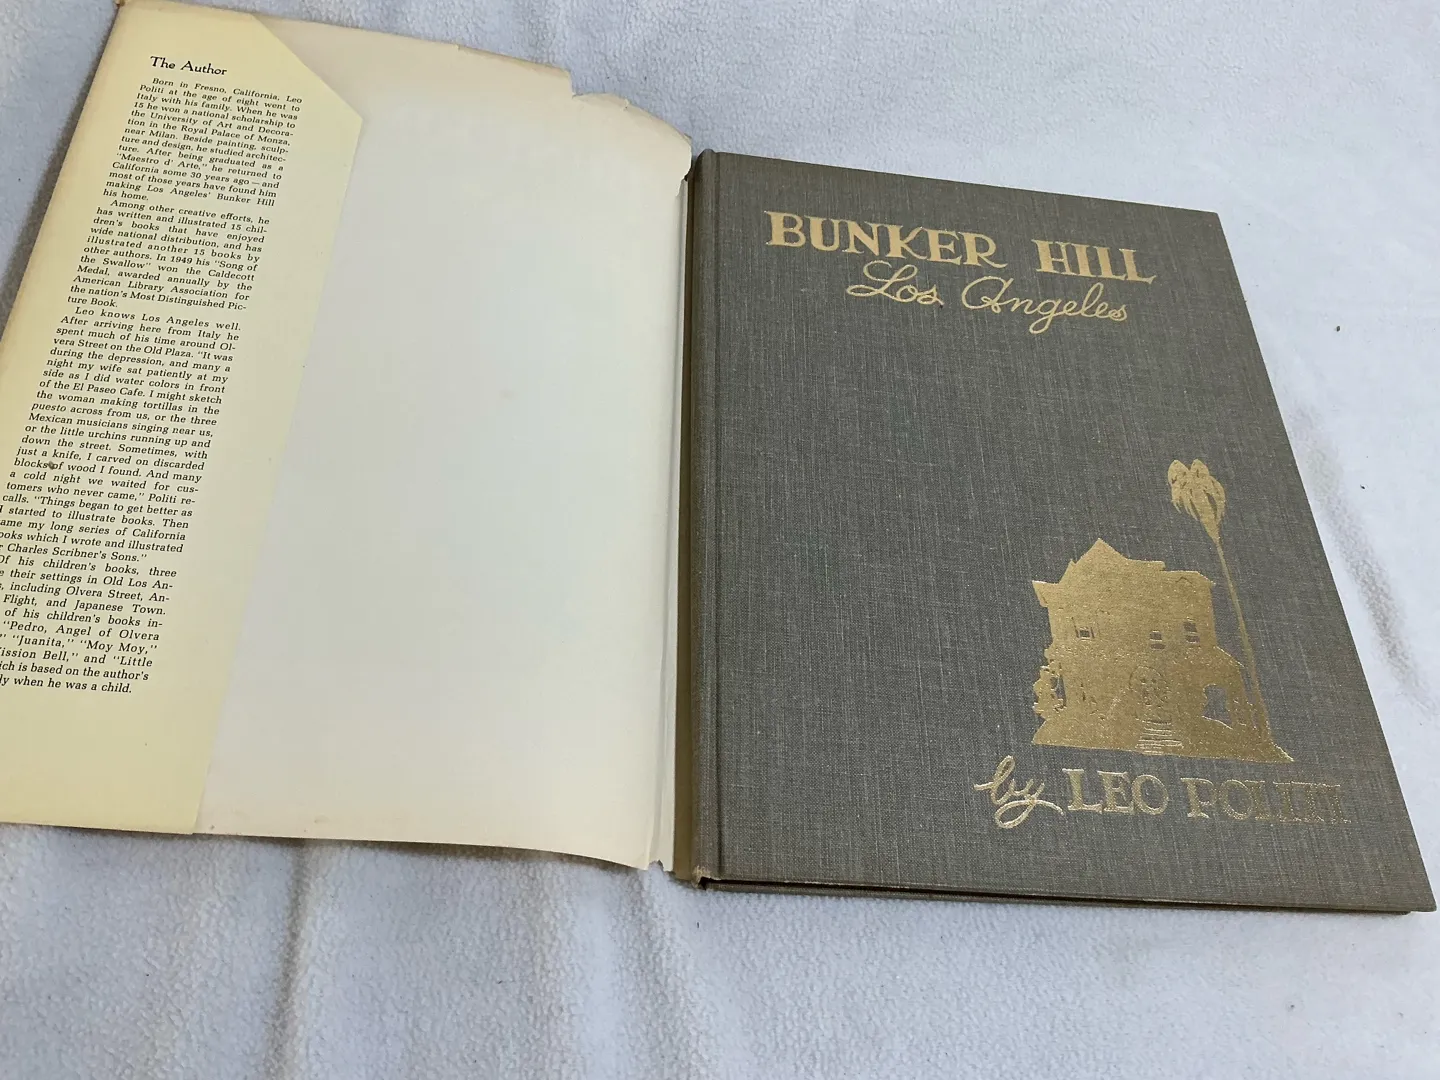 The Author
Born in Fresno, California, Leo
Politi at the age of eight went to
Italy with his family. When he was
15 he won a national scholarship to
the University of Art and Decora-
tion in the Royal Palace of Monza,
near Milan. Beside painting, sculp-
ture and design, he studied architec-
ture. After being graduated as a
"Maestro d' Arte," he returned to
California some 30 years ago — and
most of those years have found him
making Los Angeles' Bunker Hill
his home.
Among other creative efforts, he
has written and illustrated 15 chil-
dren's books that have enjoyed
wide national distribution, and has
illustrated another 15 books by
other authors. In 1949 his "Song of
the Swallow" won the Caldecott
Medal, awarded annually by the
American Library Association for
the nation's Most Distinguished Pic-
ture Book.
Leo knows Los Angeles well.
After arriving here from Italy he
spent much of his time around Ol-
vera Street on the Old Plaza. "It was
during the depression, and many a
night my wife sat patiently at my
side as I did water colors in front
of the El Paseo Cafe. I might sketch
the woman making tortillas in the
puesto across from us, or the three
Mexican musicians singing near us,
or the little urchins running up and
down the street. Sometimes, with
just a knife, I carved on discarded
blocks of wood I found. And many
a cold night we waited for cus-
tomers who never came," Politi re-
calls. "Things began to get better as
I started to illustrate books. Then
ame my long series of California
ooks which I wrote and illustrated
r Charles Scribner's Sons."
Of his children's books, three
e their settings in Old Los An-
s, including Olvera Street, An-
Flight, and Japanese Town.
of his children's books in-
"Pedro, Angel of Olvera
" "Juanita," "Moy Moy,"
ission Bell," and "Little
ich is based on the author's
ly when he was a child.
BUNKER HILL
Los Angeles
by LEO POLITI